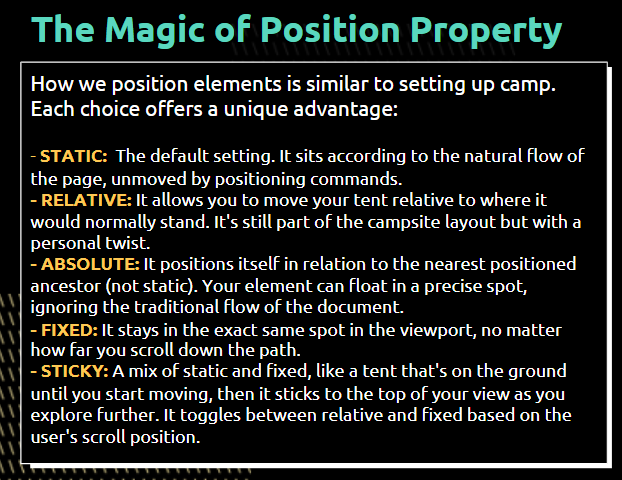 The Magic of Position Property
How we position elements is similar to setting up camp.
Each choice offers a unique advantage:
- STATIC:  The default setting. It sits according to the natural flow of
the page, unmoved by positioning commands.
- RELATIVE: It allows you to move your tent relative to where it
would normally stand. It's still part of the campsite layout but with a
personal twist.
- ABSOLUTE: It positions itself in relation to the nearest positioned
ancestor (not static). Your element can float in a precise spot,
ignoring the traditional flow of the document.
- FIXED: It stays in the exact same spot in the viewport, no matter
how far you scroll down the path.
- STICKY: A mix of static and fixed, like a tent that's on the ground
until you start moving, then it sticks to the top of your view as you
explore further. It toggles between relative and fixed based on the
user's scroll position.